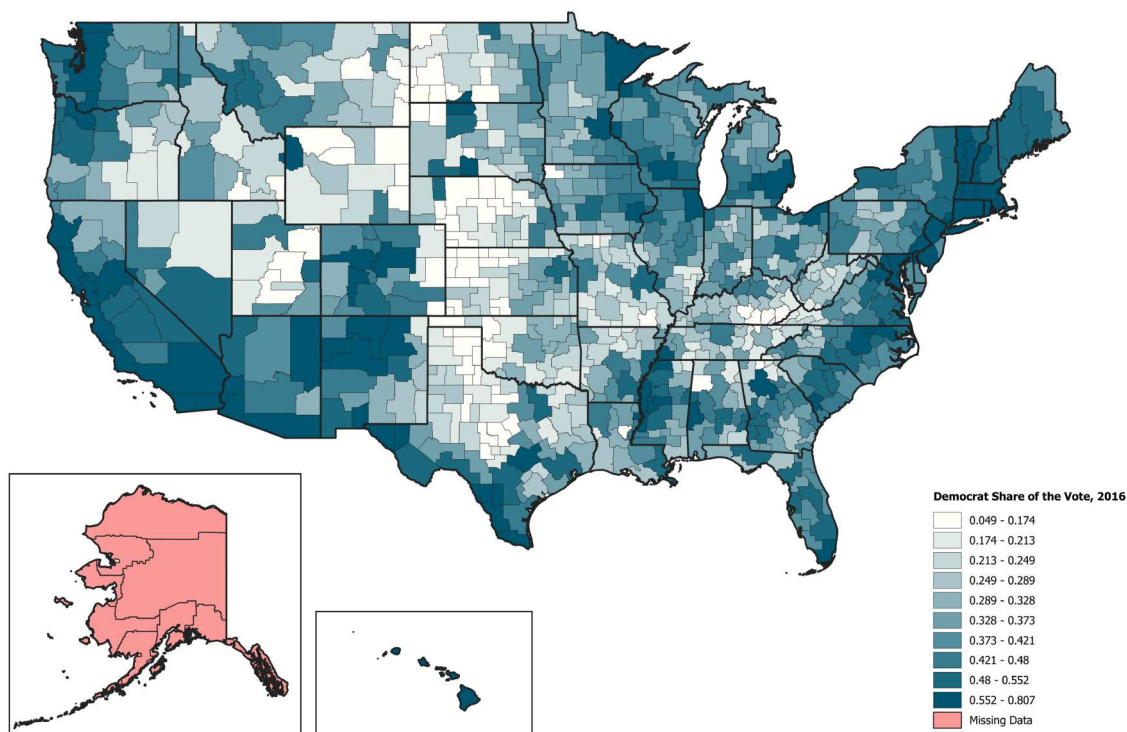 Democrat Share of the Vote, 2016
0.049 - 0.174
0.174 - 0.213
0.213 - 0.249
0.249 - 0.289
0.289 - 0.328
0.328 - 0.373
0.373 - 0.421
0.421 - 0.48
0.48 - 0.552
0.552 - 0.807
Missing Data